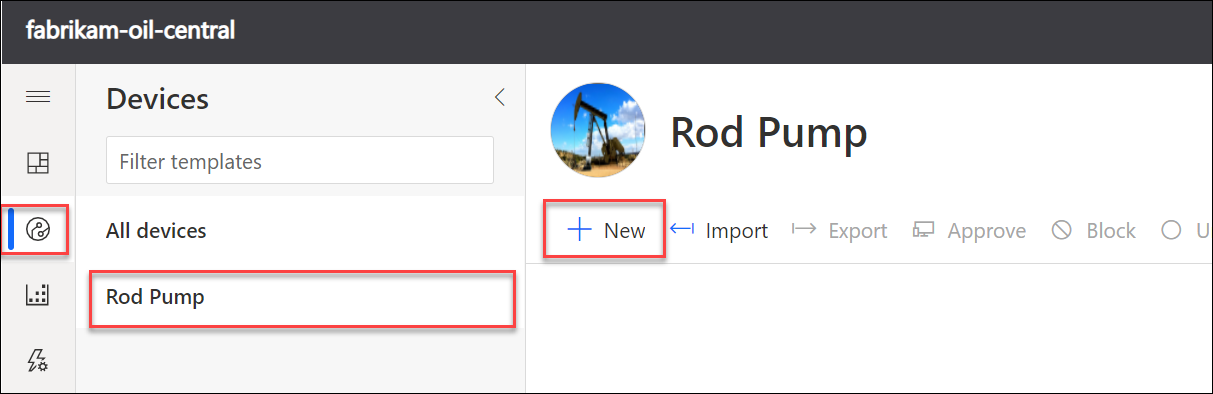 fabrikam-oil-central
Devices
Filter templates
All devices
Rod Pump
Rod Pump
New Import Export Approve Block U